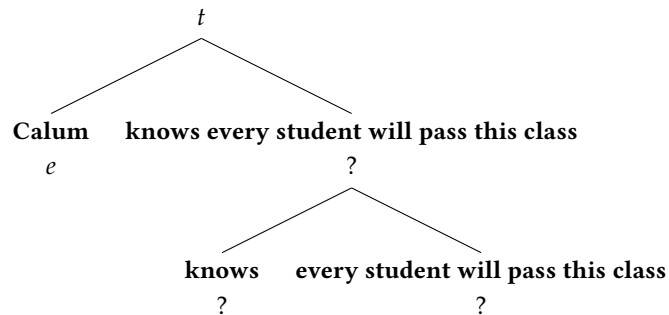 t
Calum knows every student will pass this class
e ?
knows every student will pass this class
? ?